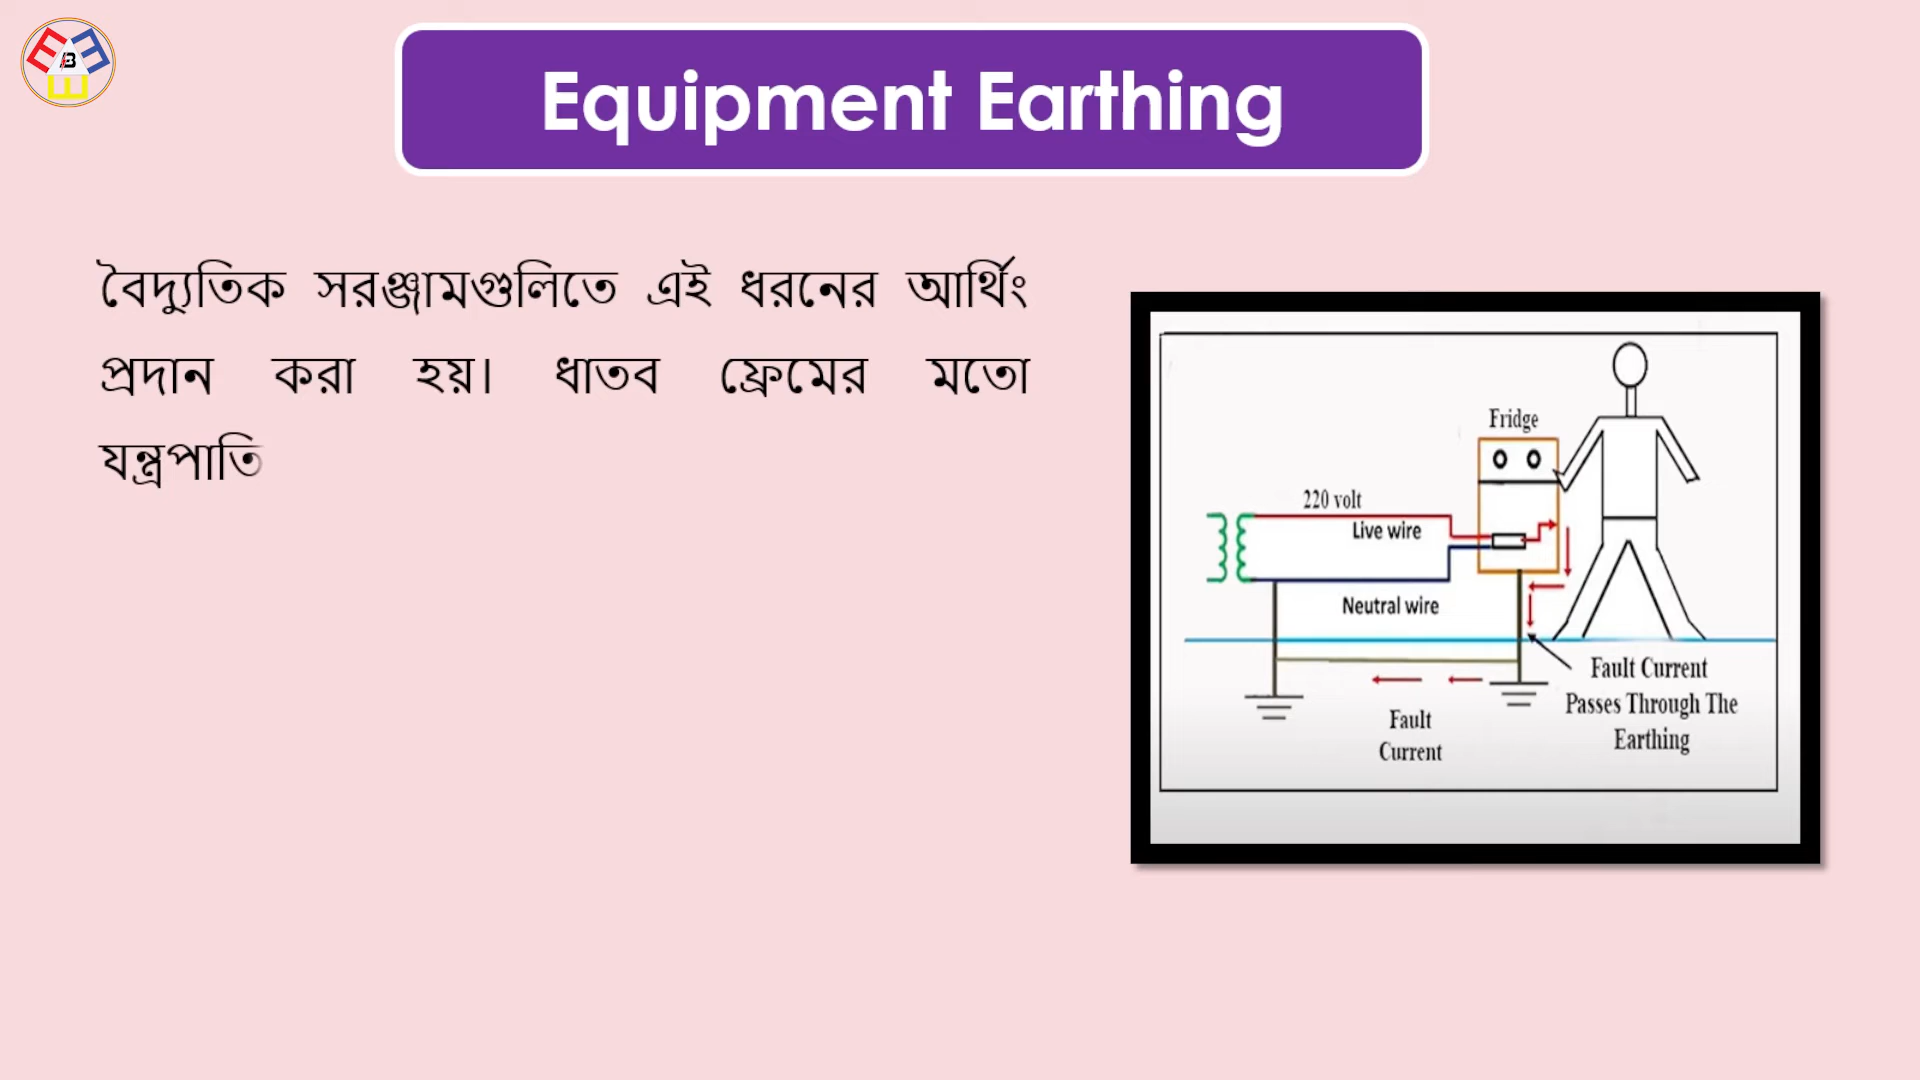 Equipment Earthing
বৈদ্যুতিক সরঞ্জামগুলিতে এই ধরনের আর্থিং
প্রদান করা হয়। ধাতব ফ্রেমের মতো
যন্ত্রপাতি
Fridge
220 volt
Live wire
Neutral wire
Fault Current
Passes Through The
Earthing
Fault
Current